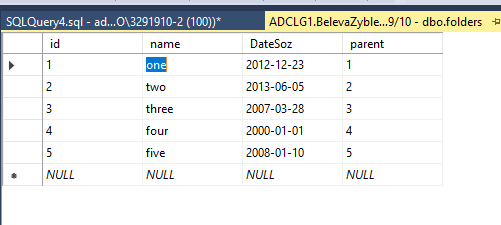 SQLQuery4.sql - ad...O\3291910-2 (100))* ADCLG1.BelevaZyble...9/10 - dbo.folders
id name DateSoz parent
1 one 2012-12-23 1
2 two 2013-06-05 2
3 three 2007-03-28 3
4 four 2000-01-01 4
5 five 2008-01-10 5
NULL NULL NULL NULL